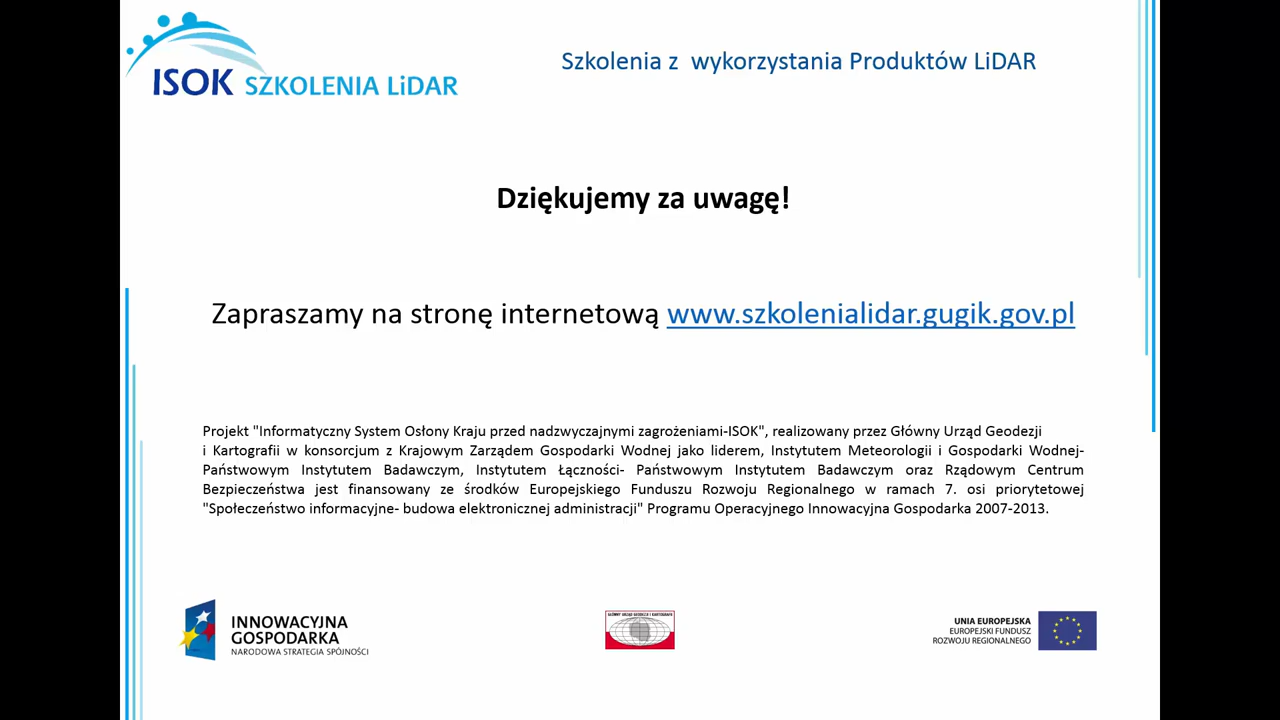 ISOK SZKOLENIA LiDAR
Szkolenia z wykorzystania Produktów LiDAR
Dziękujemy za uwagę!
Zapraszamy na stronę internetową www.szkolenialidar.gugik.gov.pl
Projekt "Informatyczny System Osłony Kraju przed nadzwyczajnymi zagrożeniami-ISOK", realizowany przez Główny Urząd Geodezji
i Kartografii w konsorcjum z Krajowym Zarządem Gospodarki Wodnej jako liderem, Instytutem Meteorologii i Gospodarki Wodnej-
Państwowym Instytutem Badawczym, Instytutem Łączności- Państwowym Instytutem Badawczym oraz Rządowym Centrum
Bezpieczeństwa jest finansowany ze środków Europejskiego Funduszu Rozwoju Regionalnego w ramach 7. osi priorytetowej
"Społeczeństwo informacyjne- budowa elektronicznej administracji" Programu Operacyjnego Innowacyjna Gospodarka 2007-2013.
INNOWACYJNA
GOSPODARKA
NARODOWA STRATEGIA SPÓJNOŚCI
GŁÓWNY URZĄD GEODEZJI I KARTOGRAFII
UNIA EUROPEJSKA
EUROPEJSKI FUNDUSZ
ROZWOJU REGIONALNEGO